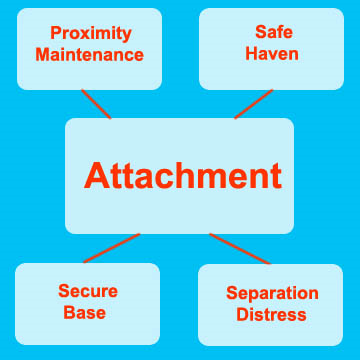 Proximity
Maintenance
Safe
Haven
Attachment
Secure
Base
Separation
Distress